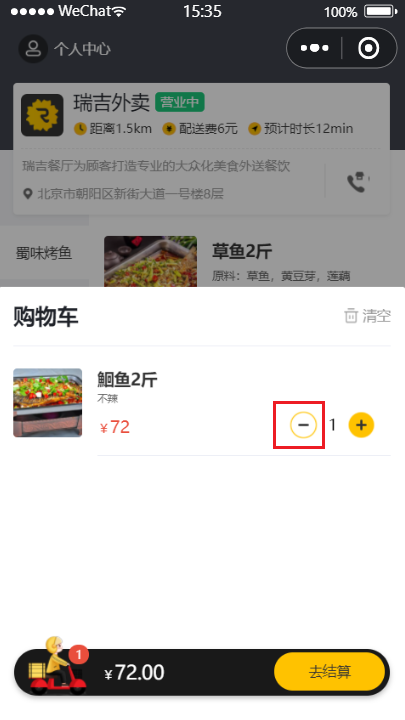 WeChat 15:35 100%
个人中心
瑞吉外卖 营业中
距离1.5km 配送费6元 预计时长12min
瑞吉餐厅为顾客打造专业的大众化美食外送餐饮
北京市朝阳区新街大道一号楼8层
蜀味烤鱼
草鱼2斤
原料：草鱼，黄豆芽，莲藕
购物车 清空
鮰鱼2斤
不辣
¥72 1
1
¥72.00 去结算